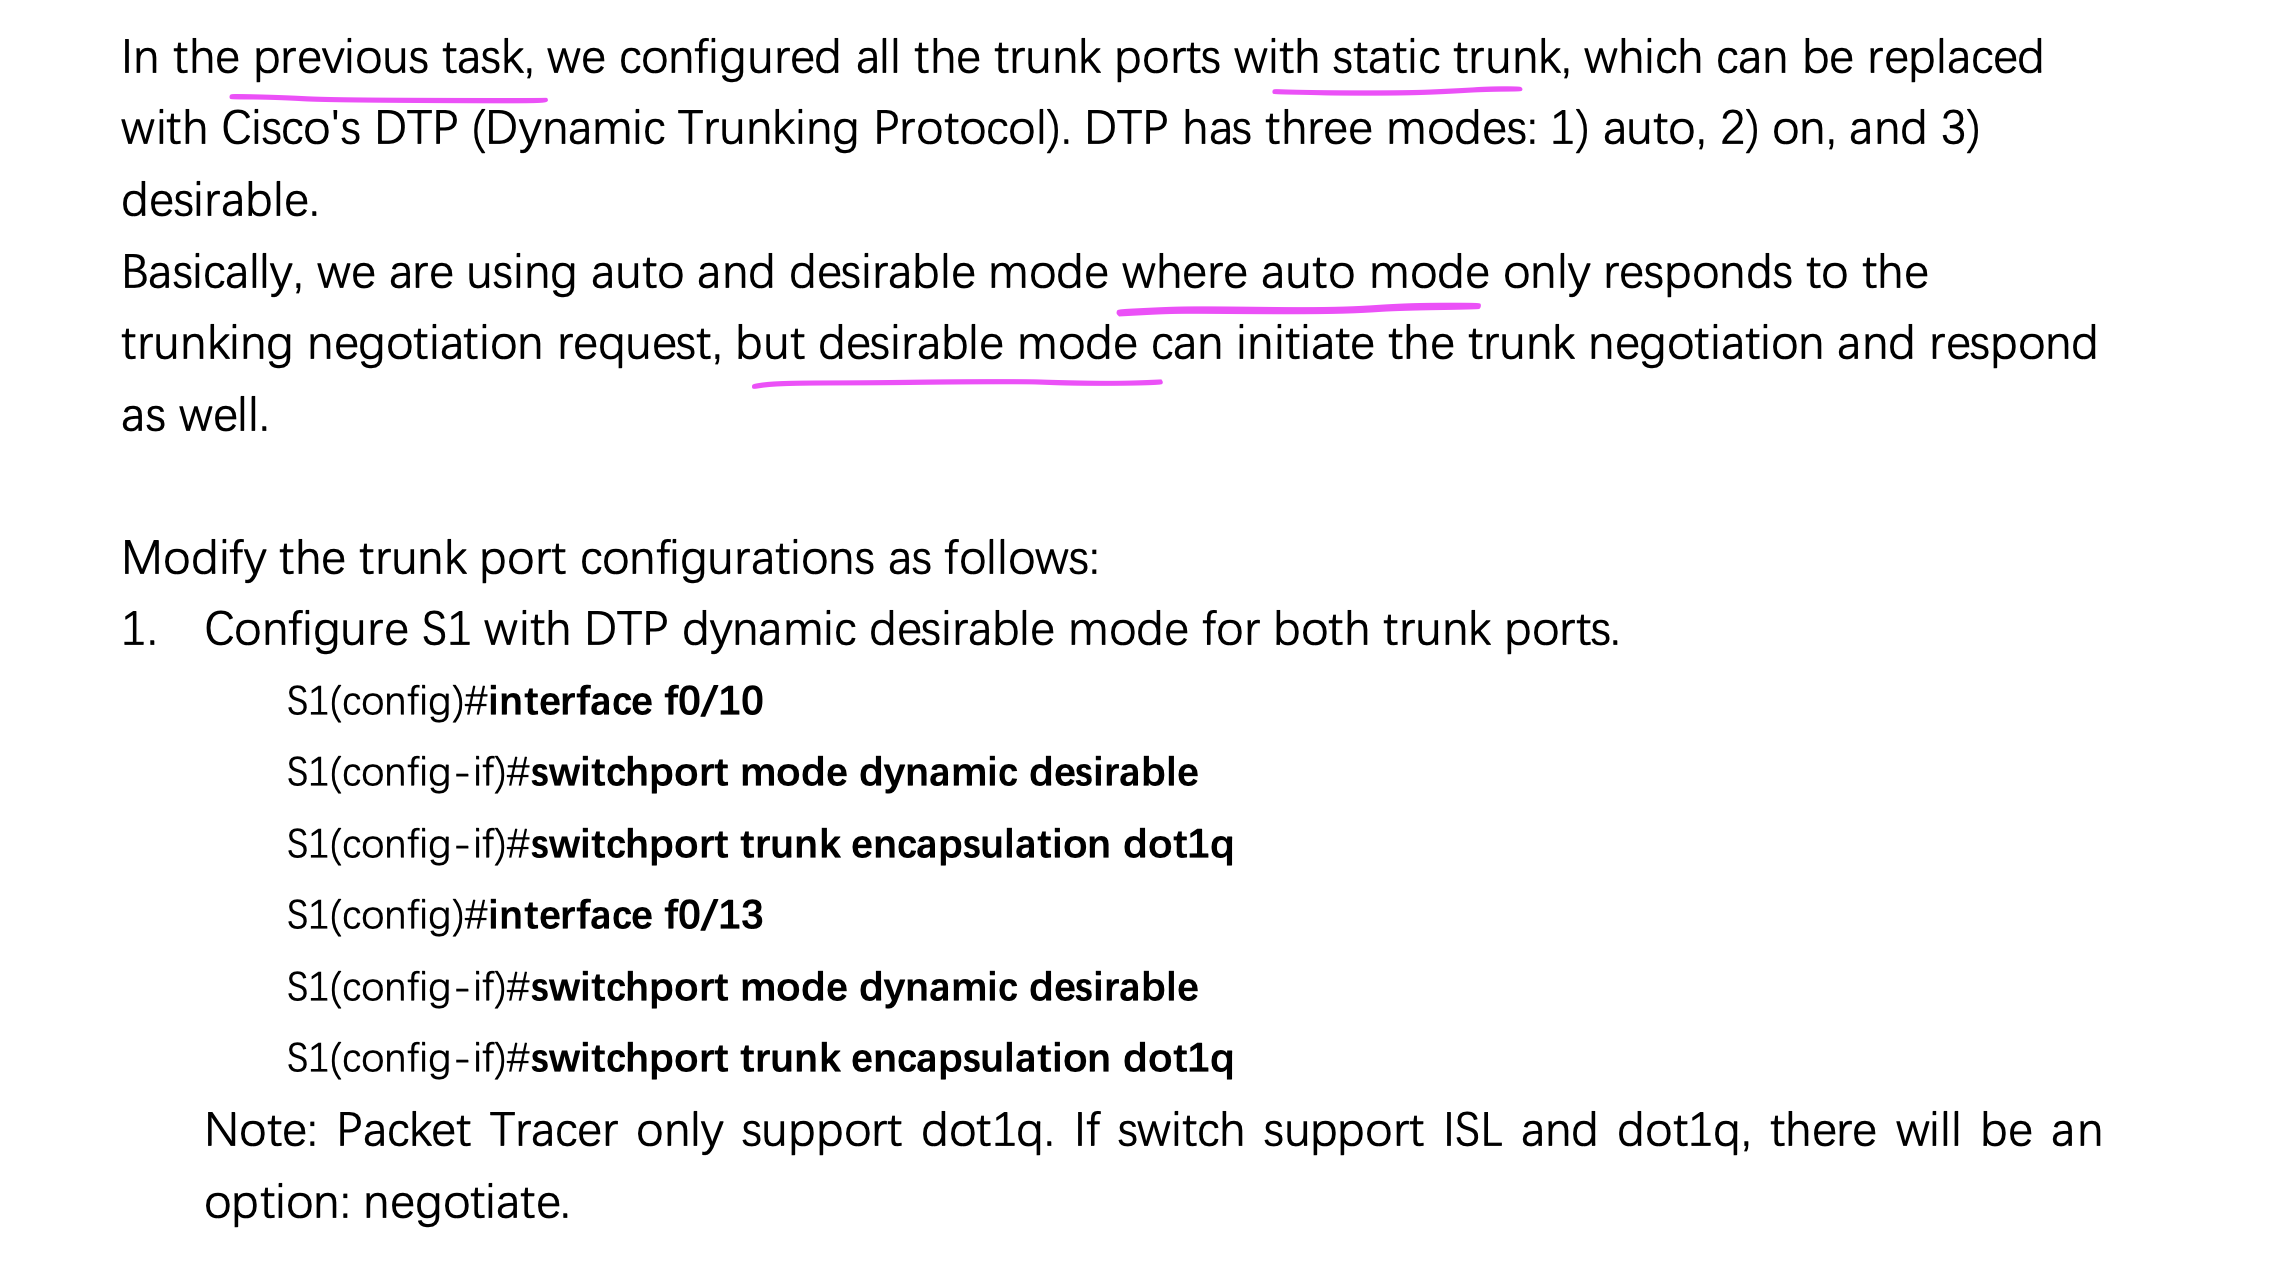 In the previous task, we configured all the trunk ports with static trunk, which can be replaced
with Cisco's DTP (Dynamic Trunking Protocol). DTP has three modes: 1) auto, 2) on, and 3)
desirable.
Basically, we are using auto and desirable mode where auto mode only responds to the
trunking negotiation request, but desirable mode can initiate the trunk negotiation and respond
as well.
Modify the trunk port configurations as follows:
1. Configure S1 with DTP dynamic desirable mode for both trunk ports.
S1(config)#interface f0/10
S1(config-if)#switchport mode dynamic desirable
S1(config-if)#switchport trunk encapsulation dot1q
S1(config)#interface f0/13
S1(config-if)#switchport mode dynamic desirable
S1(config-if)#switchport trunk encapsulation dot1q
Note: Packet Tracer only support dot1q. If switch support ISL and dot1q, there will be an
option: negotiate.